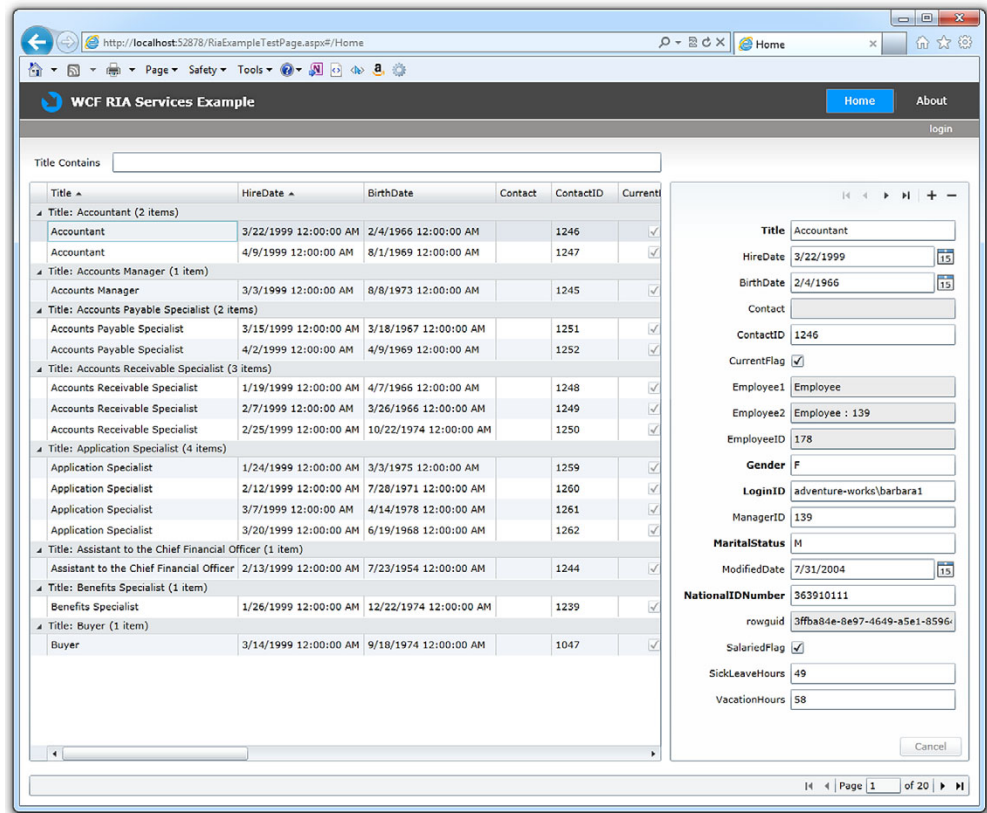 http://localhost:52878/RiaExampleTestPage.aspx#/Home
Home
Page Safety Tools
WCF RIA Services Example
Home About
login
Title Contains
Title HireDate BirthDate Contact ContactID
Title: Accountant (2 items)
Accountant 3/22/1999 12:00:00 AM 2/4/1966 12:00:00 AM 1246
Accountant 4/9/1999 12:00:00 AM 8/1/1969 12:00:00 AM 1247
Title: Accounts Manager (1 item)
Accounts Manager 3/3/1999 12:00:00 AM 8/8/1973 12:00:00 AM 1245
Title: Accounts Payable Specialist (2 items)
Accounts Payable Specialist 3/15/1999 12:00:00 AM 3/18/1967 12:00:00 AM 1251
Accounts Payable Specialist 4/2/1999 12:00:00 AM 4/9/1969 12:00:00 AM 1252
Title: Accounts Receivable Specialist (3 items)
Accounts Receivable Specialist 1/19/1999 12:00:00 AM 4/7/1966 12:00:00 AM 1248
Accounts Receivable Specialist 2/7/1999 12:00:00 AM 3/26/1966 12:00:00 AM 1249
Accounts Receivable Specialist 2/25/1999 12:00:00 AM 10/22/1974 12:00:00 AM 1250
Title: Application Specialist (4 items)
Application Specialist 1/24/1999 12:00:00 AM 3/3/1975 12:00:00 AM 1259
Application Specialist 2/12/1999 12:00:00 AM 7/28/1971 12:00:00 AM 1260
Application Specialist 3/7/1999 12:00:00 AM 4/14/1978 12:00:00 AM 1261
Application Specialist 3/20/1999 12:00:00 AM 6/19/1968 12:00:00 AM 1262
Title: Assistant to the Chief Financial Officer (1 item)
Assistant to the Chief Financial Officer 2/13/1999 12:00:00 AM 7/23/1954 12:00:00 AM 1244
Title: Benefits Specialist (1 item)
Benefits Specialist 1/26/1999 12:00:00 AM 12/22/1974 12:00:00 AM 1239
Title: Buyer (1 item)
Buyer 3/14/1999 12:00:00 AM 9/18/1974 12:00:00 AM 1047
Title Accountant
HireDate 3/22/1999 15
BirthDate 2/4/1966 15
Contact
ContactID 1246
CurrentFlag
Employee1 Employee
Employee2 Employee : 139
EmployeeID 178
Gender F
LoginID adventure-works\barbara1
ManagerID 139
MaritalStatus M
ModifiedDate 7/31/2004 15
NationalIDNumber 363910111
rowguid 3ffba84e-8e97-4649-a5e1-8596
SalariedFlag
SickLeaveHours 49
VacationHours 58
Cancel
Page 1 of 20